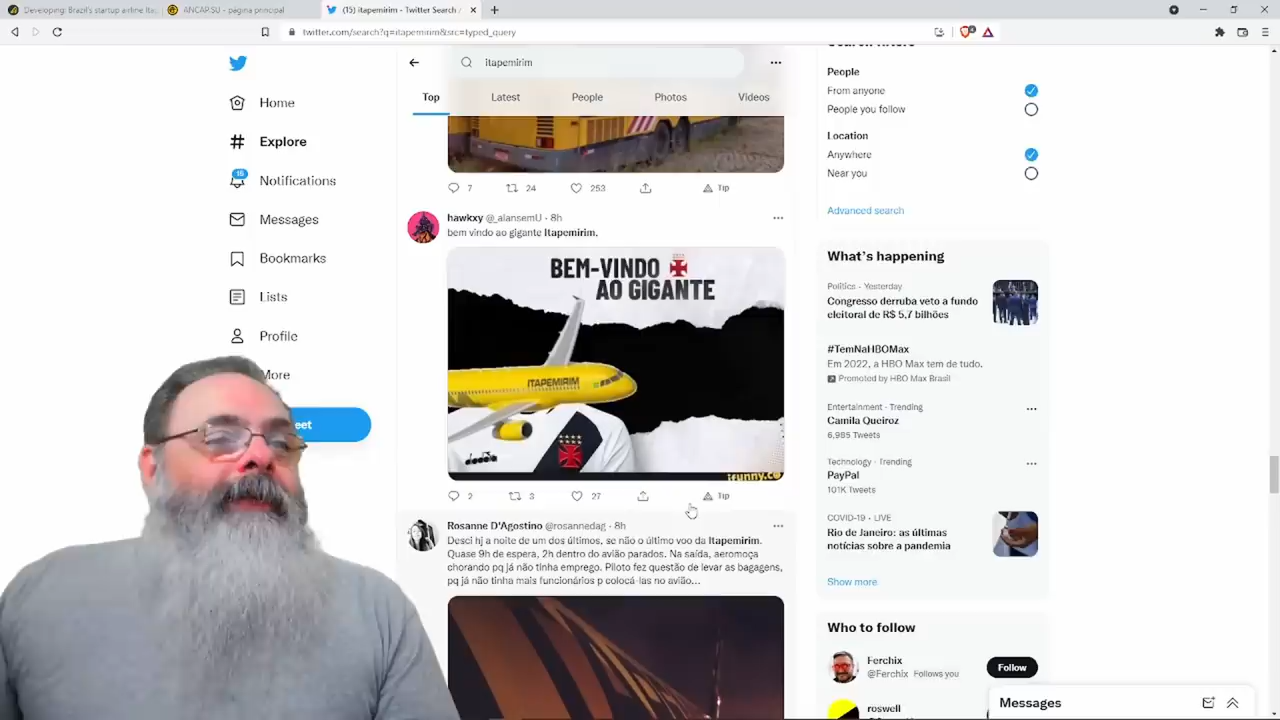 Developing: Brazil's startup airline Ita
ANCAP.SU - página principal
(15) itapemirim - Twitter Search /
twitter.com/search?q=itapemirim&src=typed_query
itapemirim
Top
Latest
People
Photos
Videos
15
Home
Explore
Notifications
Messages
Bookmarks
Lists
Profile
More
eet
7
24
253
Tip
hawkxy @_alansemU · 8h
bem vindo ao gigante Itapemirim.
BEM-VINDO
AO GIGANTE
ITAPEMIRIM
ifunny.co
2
3
27
Tip
Rosanne D'Agostino @rosannedag · 8h
Desci hj a noite de um dos últimos, se não o último voo da Itapemirim.
Quase 9h de espera, 2h dentro do avião parados. Na saída, aeromoça
chorando pq já não tinha emprego. Piloto fez questão de levar as bagagens,
pq já não tinha mais funcionários p colocá-las no avião...
Search filters
People
From anyone
People you follow
Location
Anywhere
Near you
Advanced search
What's happening
Politics · Yesterday
Congresso derruba veto a fundo
eleitoral de R$ 5,7 bilhões
#TemNaHBOMax
Em 2022, a HBO Max tem de tudo.
Promoted by HBO Max Brasil
Entertainment · Trending
Camila Queiroz
6,985 Tweets
Technology · Trending
PayPal
101K Tweets
COVID-19 · LIVE
Rio de Janeiro: as últimas
notícias sobre a pandemia
Show more
Who to follow
Ferchix
@Ferchix Follows you
Follow
roswell
Messages